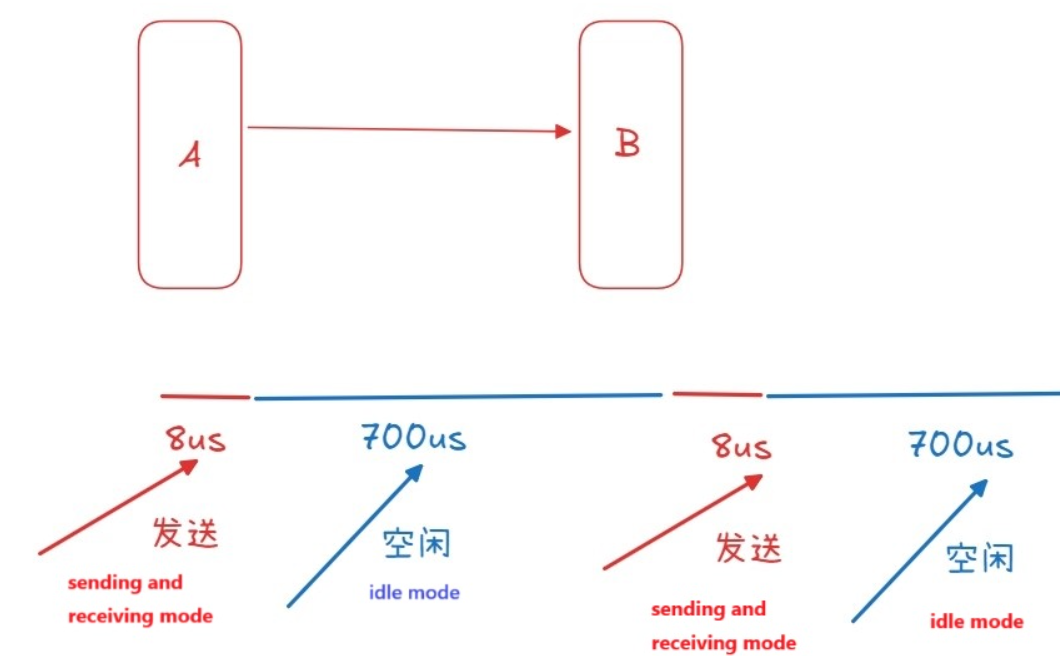 A
B
8us
700us
8us
700us
发送
空闲
发送
空闲
sending and
receiving mode
idle mode
sending and
receiving mode
idle mode